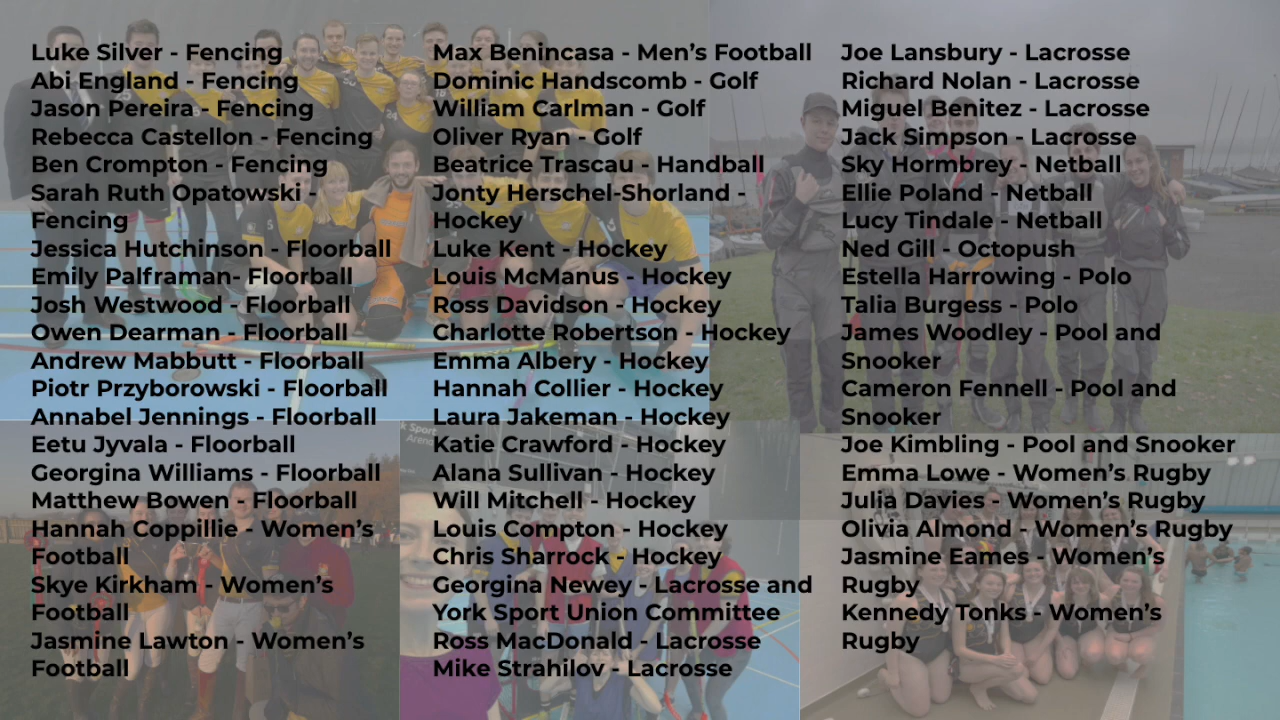 Luke Silver - Fencing
Abi England - Fencing
Jason Pereira - Fencing
Rebecca Castellon - Fencing
Ben Crompton - Fencing
Sarah Ruth Opatowski -
Fencing
Jessica Hutchinson - Floorball
Emily Palframan- Floorball
Josh Westwood - Floorball
Owen Dearman - Floorball
Andrew Mabbutt - Floorball
Piotr Przyborowski - Floorball
Annabel Jennings - Floorball
Eetu Jyvala - Floorball
Georgina Williams - Floorball
Matthew Bowen - Floorball
Hannah Coppillie - Women’s
Football
Skye Kirkham - Women’s
Football
Jasmine Lawton - Women’s
Football
Max Benincasa - Men’s Football
Dominic Handscomb - Golf
William Carlman - Golf
Oliver Ryan - Golf
Beatrice Trascau - Handball
Jonty Herschel-Shorland -
Hockey
Luke Kent - Hockey
Louis McManus - Hockey
Ross Davidson - Hockey
Charlotte Robertson - Hockey
Emma Albery - Hockey
Hannah Collier - Hockey
Laura Jakeman - Hockey
Katie Crawford - Hockey
Alana Sullivan - Hockey
Will Mitchell - Hockey
Louis Compton - Hockey
Chris Sharrock - Hockey
Georgina Newey - Lacrosse and
York Sport Union Committee
Ross MacDonald - Lacrosse
Mike Strahilov - Lacrosse
Joe Lansbury - Lacrosse
Richard Nolan - Lacrosse
Miguel Benitez - Lacrosse
Jack Simpson - Lacrosse
Sky Hormbrey - Netball
Ellie Poland - Netball
Lucy Tindale - Netball
Ned Gill - Octopush
Estella Harrowing - Polo
Talia Burgess - Polo
James Woodley - Pool and
Snooker
Cameron Fennell - Pool and
Snooker
Joe Kimbling - Pool and Snooker
Emma Lowe - Women’s Rugby
Julia Davies - Women’s Rugby
Olivia Almond - Women’s Rugby
Jasmine Eames - Women’s
Rugby
Kennedy Tonks - Women’s
Rugby